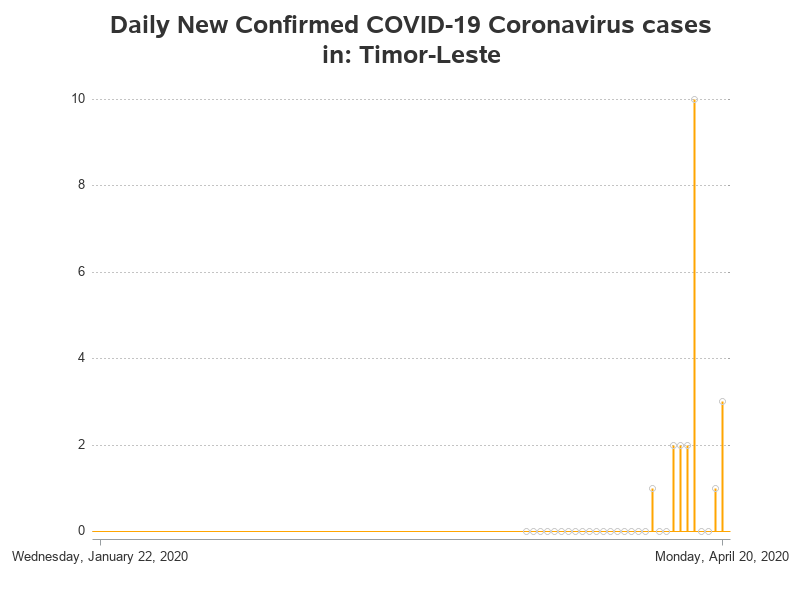 Daily New Confirmed COVID-19 Coronavirus cases
in: Timor-Leste
10
8
6
4
2
0
Wednesday, January 22, 2020
Monday, April 20, 2020